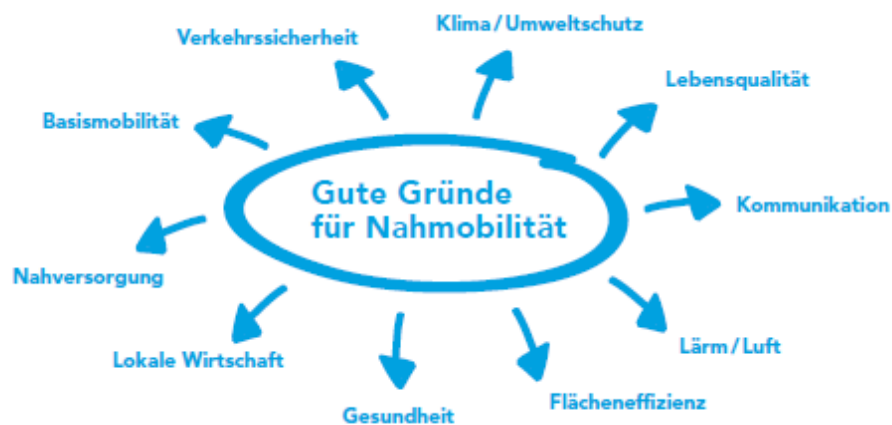 Klima / Umweltschutz
Verkehrssicherheit
Lebensqualität
Basismobilität
Gute Gründe
für Nahmobilität
Kommunikation
Nahversorgung
Lärm / Luft
Lokale Wirtschaft
Flächeneffizienz
Gesundheit